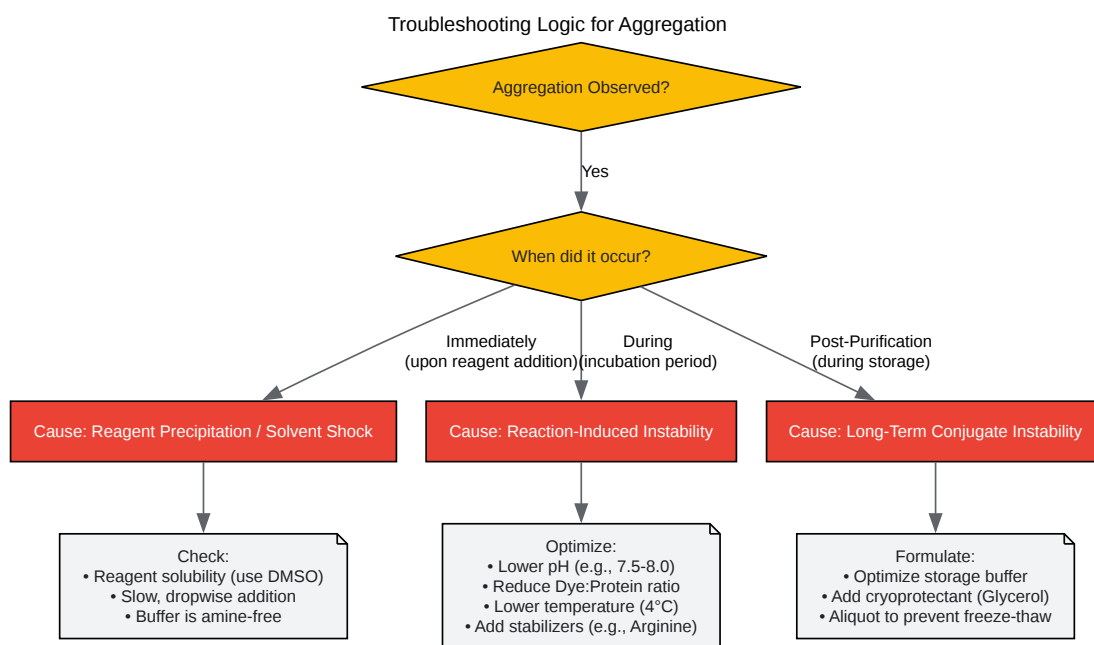 Troubleshooting Logic for Aggregation
Aggregation Observed?
Yes
When did it occur?
Immediately
(upon reagent addition)
During
(incubation period)
Post-Purification
(during storage)
Cause: Reagent Precipitation / Solvent Shock
Cause: Reaction-Induced Instability
Cause: Long-Term Conjugate Instability
Check:
• Reagent solubility (use DMSO)
• Slow, dropwise addition
• Buffer is amine-free
Optimize:
• Lower pH (e.g., 7.5-8.0)
• Reduce Dye:Protein ratio
• Lower temperature (4°C)
• Add stabilizers (e.g., Arginine)
Formulate:
• Optimize storage buffer
• Add cryoprotectant (Glycerol)
• Aliquot to prevent freeze-thaw